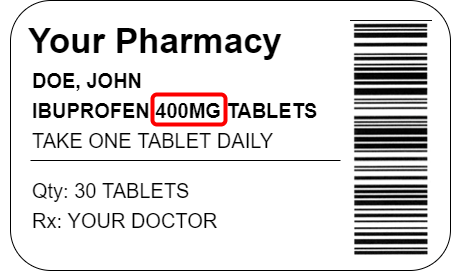 Your Pharmacy
DOE, JOHN
IBUPROFEN 400MG TABLETS
TAKE ONE TABLET DAILY
Qty: 30 TABLETS
Rx: YOUR DOCTOR